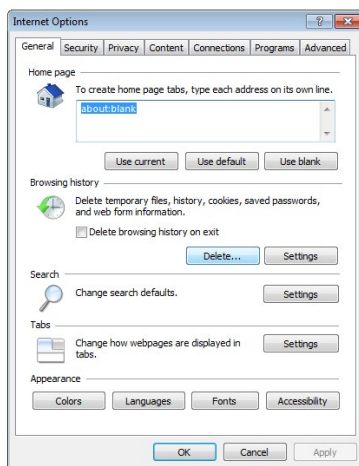 Internet Options
General Security Privacy Content Connections Programs Advanced
Home page
To create home page tabs, type each address on its own line.
about:blank
Use current Use default Use blank
Browsing history
Delete temporary files, history, cookies, saved passwords,
and web form information.
Delete browsing history on exit
Delete... Settings
Search
Change search defaults. Settings
Tabs
Change how webpages are displayed in
tabs. Settings
Appearance
Colors Languages Fonts Accessibility
OK Cancel Apply